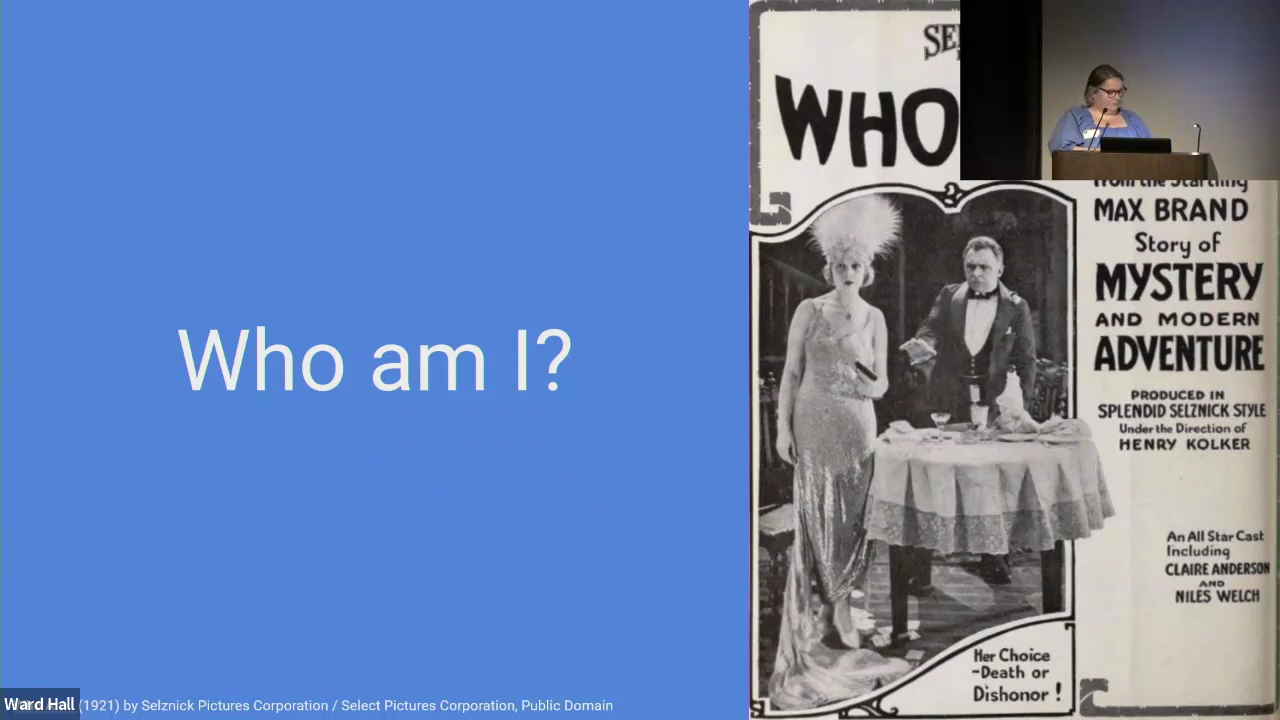 Who am I?
Ward Hall
(1921) by Selznick Pictures Corporation / Select Pictures Corporation, Public Domain
WHO
From the Startling
MAX BRAND
Story of
MYSTERY
AND MODERN
ADVENTURE
PRODUCED IN
SPLENDID SELZNICK STYLE
Under the Direction of
HENRY KOLKER
An All Star Cast
Including
CLAIRE ANDERSON
AND
NILES WELCH
Her Choice
-Death or
Dishonor !